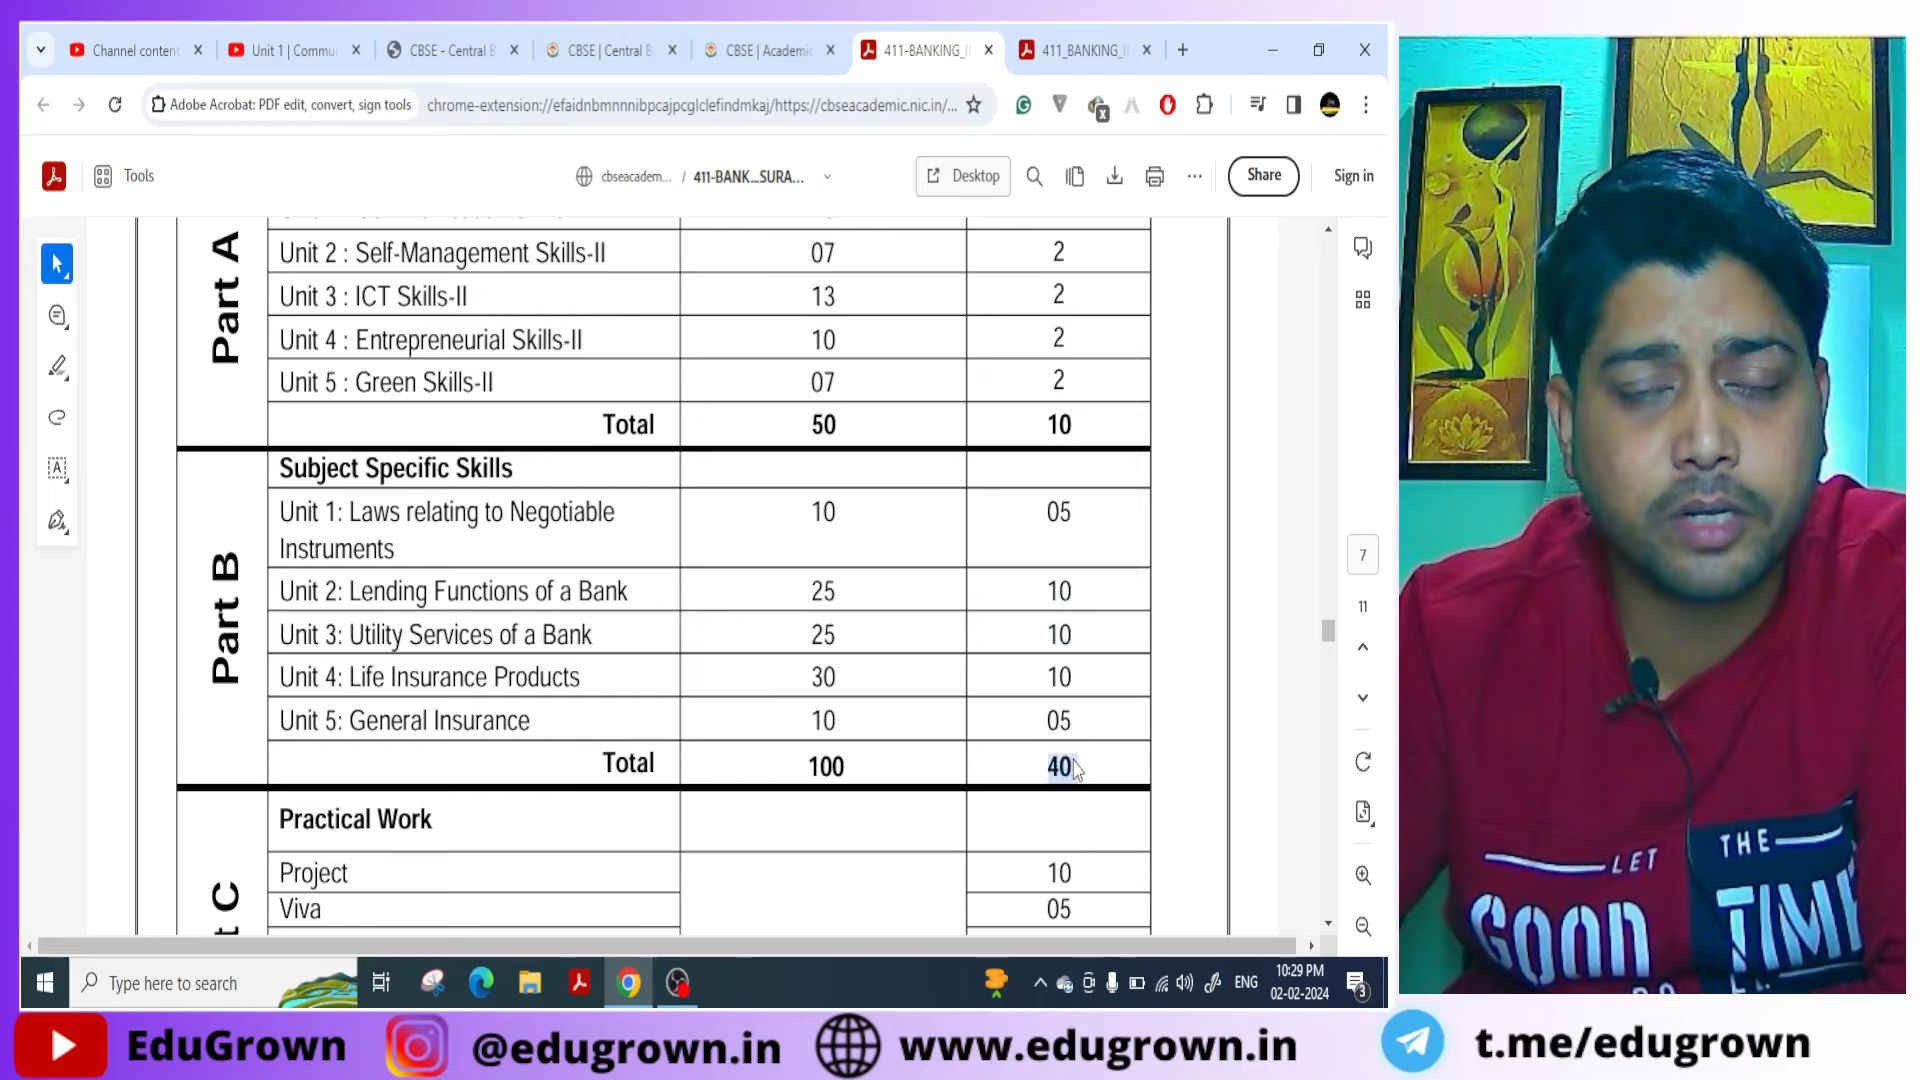 Channel content
Unit 1 | Commu
CBSE - Central B
CBSE | Central B
CBSE | Academic
411-BANKING_I
411_BANKING_I
Adobe Acrobat: PDF edit, convert, sign tools
chrome-extension://efaidnbmnnnibpcajpcglclefindmkaj/https://cbseacademic.nic.in/...
Tools
cbseacadem... / 411-BANK...SURA...
Desktop
Share
Sign in
Part A
Unit 2 : Self-Management Skills-II 07 2
Unit 3 : ICT Skills-II 13 2
Unit 4 : Entrepreneurial Skills-II 10 2
Unit 5 : Green Skills-II 07 2
Total 50 10
Part B
Subject Specific Skills
Unit 1: Laws relating to Negotiable 10 05
Instruments
Unit 2: Lending Functions of a Bank 25 10
Unit 3: Utility Services of a Bank 25 10
Unit 4: Life Insurance Products 30 10
Unit 5: General Insurance 10 05
Total 100 40
t C
Practical Work
Project 10
Viva 05
7
11
Type here to search
ENG
10:29 PM
02-02-2024
3
LET
GOOD
THE
TIM
EduGrown
@edugrown.in
www.edugrown.in
t.me/edugrown